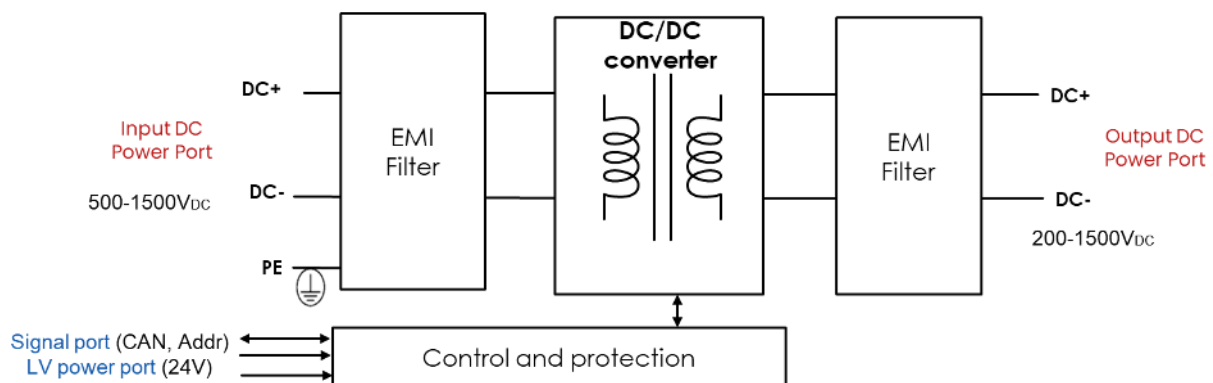 DC/DC
converter
DC+
Input DC
Power Port
DC-
500-1500VDC
PE
EMI
Filter
EMI
Filter
DC+
Output DC
Power Port
DC-
200-1500VDC
Signal port (CAN, Addr)
LV power port (24V)
Control and protection